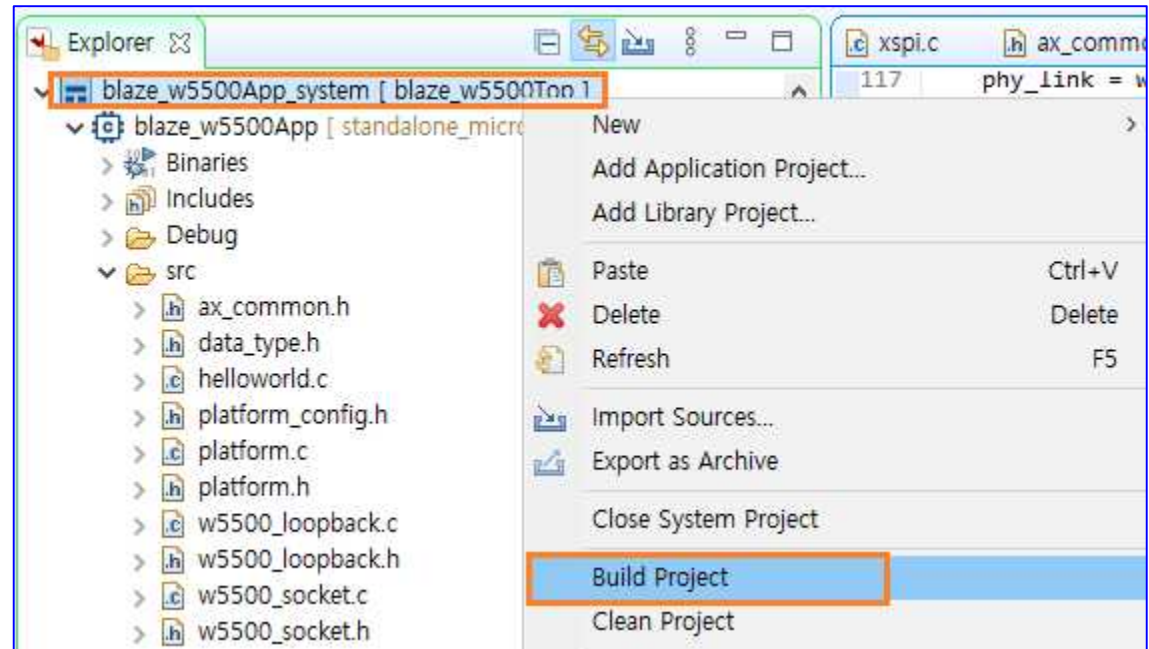 Explorer
xspi.c
ax_commo
blaze_w5500App_system [ blaze_w5500Top ]
117 phy_link = w
blaze_w5500App [ standalone_micro
Binaries
Includes
Debug
src
ax_common.h
data_type.h
helloworld.c
platform_config.h
platform.c
platform.h
w5500_loopback.c
w5500_loopback.h
w5500_socket.c
w5500_socket.h
New
Add Application Project...
Add Library Project...
Paste Ctrl+V
Delete Delete
Refresh F5
Import Sources...
Export as Archive
Close System Project
Build Project
Clean Project